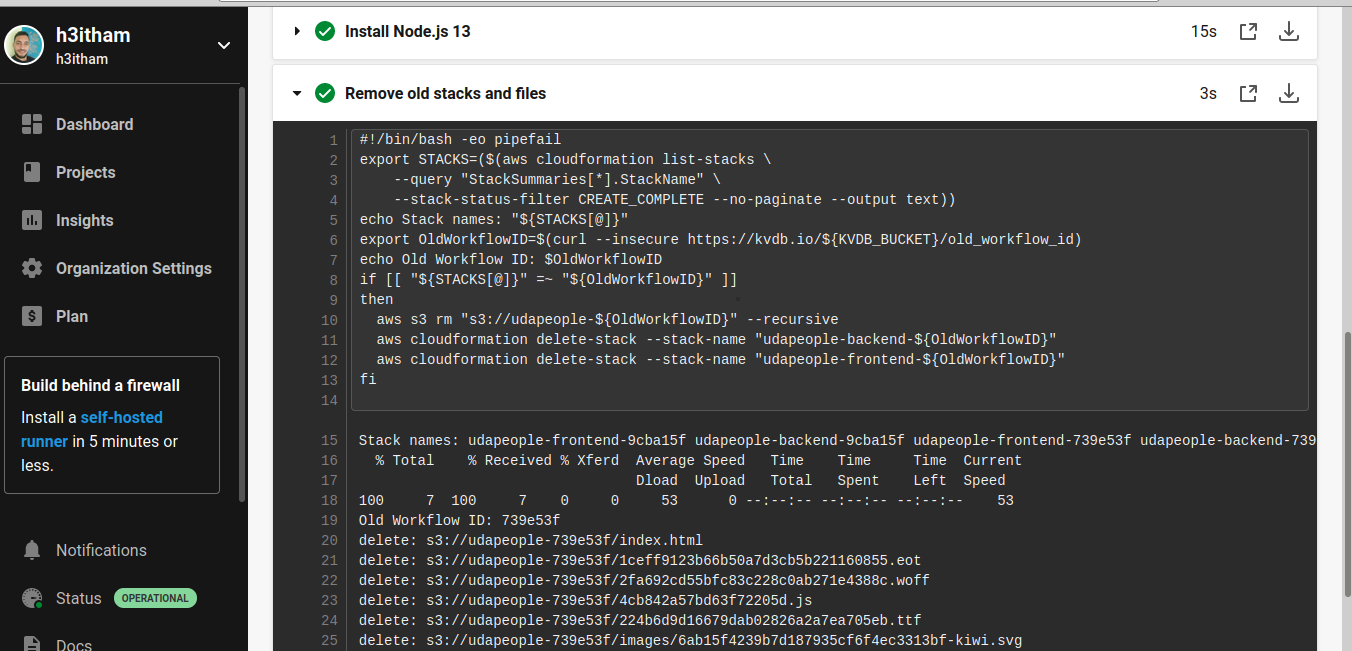 h3itham
h3itham
Dashboard
Projects
Insights
Organization Settings
Plan
Build behind a firewall
Install a self-hosted
runner in 5 minutes or
less.
Notifications
Status OPERATIONAL
Docs
Install Node.js 13 15s
Remove old stacks and files 3s
1 #!/bin/bash -eo pipefail
2 export STACKS=($(aws cloudformation list-stacks \
3     --query "StackSummaries[*].StackName" \
4     --stack-status-filter CREATE_COMPLETE --no-paginate --output text))
5 echo Stack names: "${STACKS[@]}"
6 export OldWorkflowID=$(curl --insecure https://kvdb.io/${KVDB_BUCKET}/old_workflow_id)
7 echo Old Workflow ID: $OldWorkflowID
8 if [[ "${STACKS[@]}" =~ "${OldWorkflowID}" ]]
9 then
10   aws s3 rm "s3://udapeople-${OldWorkflowID}" --recursive
11   aws cloudformation delete-stack --stack-name "udapeople-backend-${OldWorkflowID}"
12   aws cloudformation delete-stack --stack-name "udapeople-frontend-${OldWorkflowID}"
13 fi
14
15 Stack names: udapeople-frontend-9cba15f udapeople-backend-9cba15f udapeople-frontend-739e53f udapeople-backend-739
16   % Total    % Received % Xferd  Average Speed   Time    Time     Time  Current
17                                  Dload  Upload   Total   Spent    Left  Speed
18 100     7  100     7    0     0     53      0 --:--:-- --:--:-- --:--:--    53
19 Old Workflow ID: 739e53f
20 delete: s3://udapeople-739e53f/index.html
21 delete: s3://udapeople-739e53f/1ceff9123b66b50a7d3cb5b221160855.eot
22 delete: s3://udapeople-739e53f/2fa692cd55bfc83c228c0ab271e4388c.woff
23 delete: s3://udapeople-739e53f/4cb842a57bd63f72205d.js
24 delete: s3://udapeople-739e53f/224b6d9d16679dab02826a2a7ea705eb.ttf
25 delete: s3://udapeople-739e53f/images/6ab15f4239b7d187935cf6f4ec3313bf-kiwi.svg